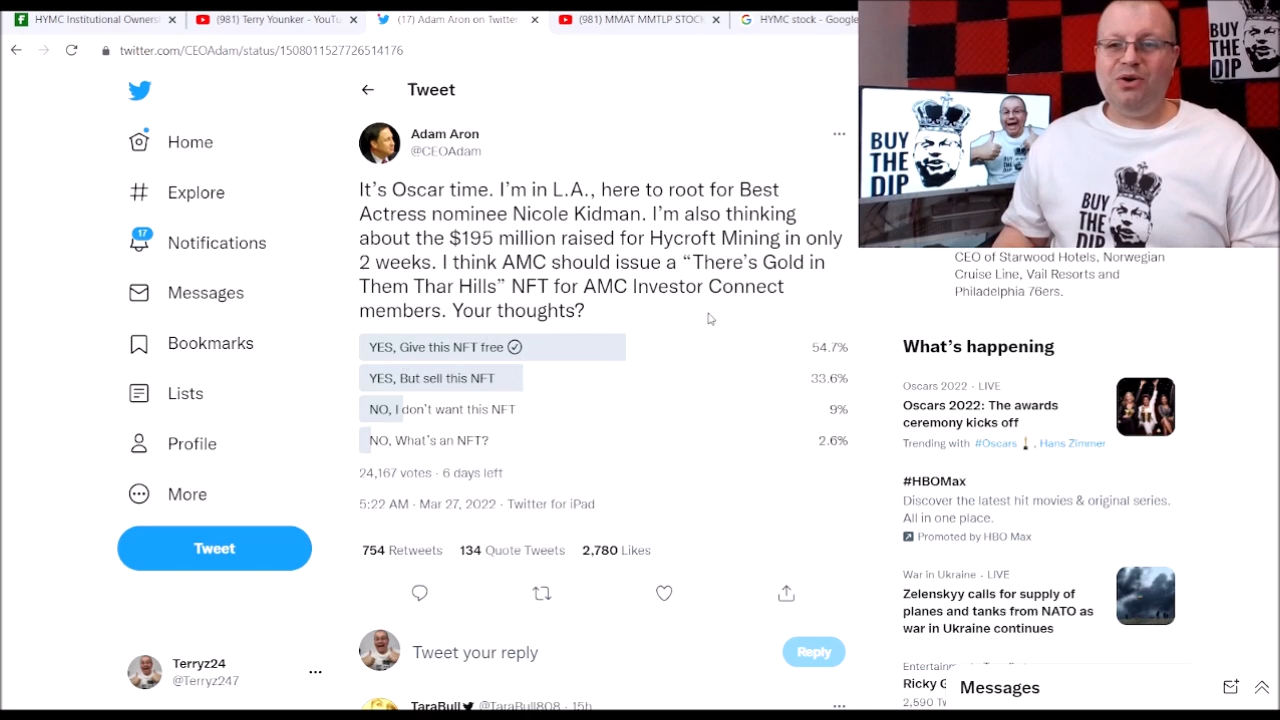 HYMC Institutional Owners
(981) Terry Younker - YouTu
(17) Adam Aron on Twitter
(981) MMAT MMTLP STOCK
HYMC stock - Google
twitter.com/CEOAdam/status/1508011527726514176
Home
Explore
17
Notifications
Messages
Bookmarks
Lists
Profile
More
Tweet
Terryz24
@Terryz247
Tweet
Adam Aron
@CEOAdam
It's Oscar time. I'm in L.A., here to root for Best
Actress nominee Nicole Kidman. I'm also thinking
about the $195 million raised for Hycroft Mining in only
2 weeks. I think AMC should issue a “There's Gold in
Them Thar Hills” NFT for AMC Investor Connect
members. Your thoughts?
YES, Give this NFT free 54.7%
YES, But sell this NFT 33.6%
NO, I don't want this NFT 9%
NO, What's an NFT? 2.6%
24,167 votes · 6 days left
5:22 AM · Mar 27, 2022 · Twitter for iPad
754 Retweets 134 Quote Tweets 2,780 Likes
Tweet your reply
Reply
TaraBull @TaraBull808 · 15h
BUY
THE
DIP
BUY
THE
DIP
BUY
THE
DIP
CEO of Starwood Hotels, Norwegian
Cruise Line, Vail Resorts and
Philadelphia 76ers.
What's happening
Oscars 2022 · LIVE
Oscars 2022: The awards
ceremony kicks off
Trending with #Oscars, Hans Zimmer
#HBOMax
Discover the latest hit movies & original series.
All in one place.
Promoted by HBO Max
War in Ukraine · LIVE
Zelenskyy calls for supply of
planes and tanks from NATO as
war in Ukraine continues
Ricky G
2,590 Tw
Messages